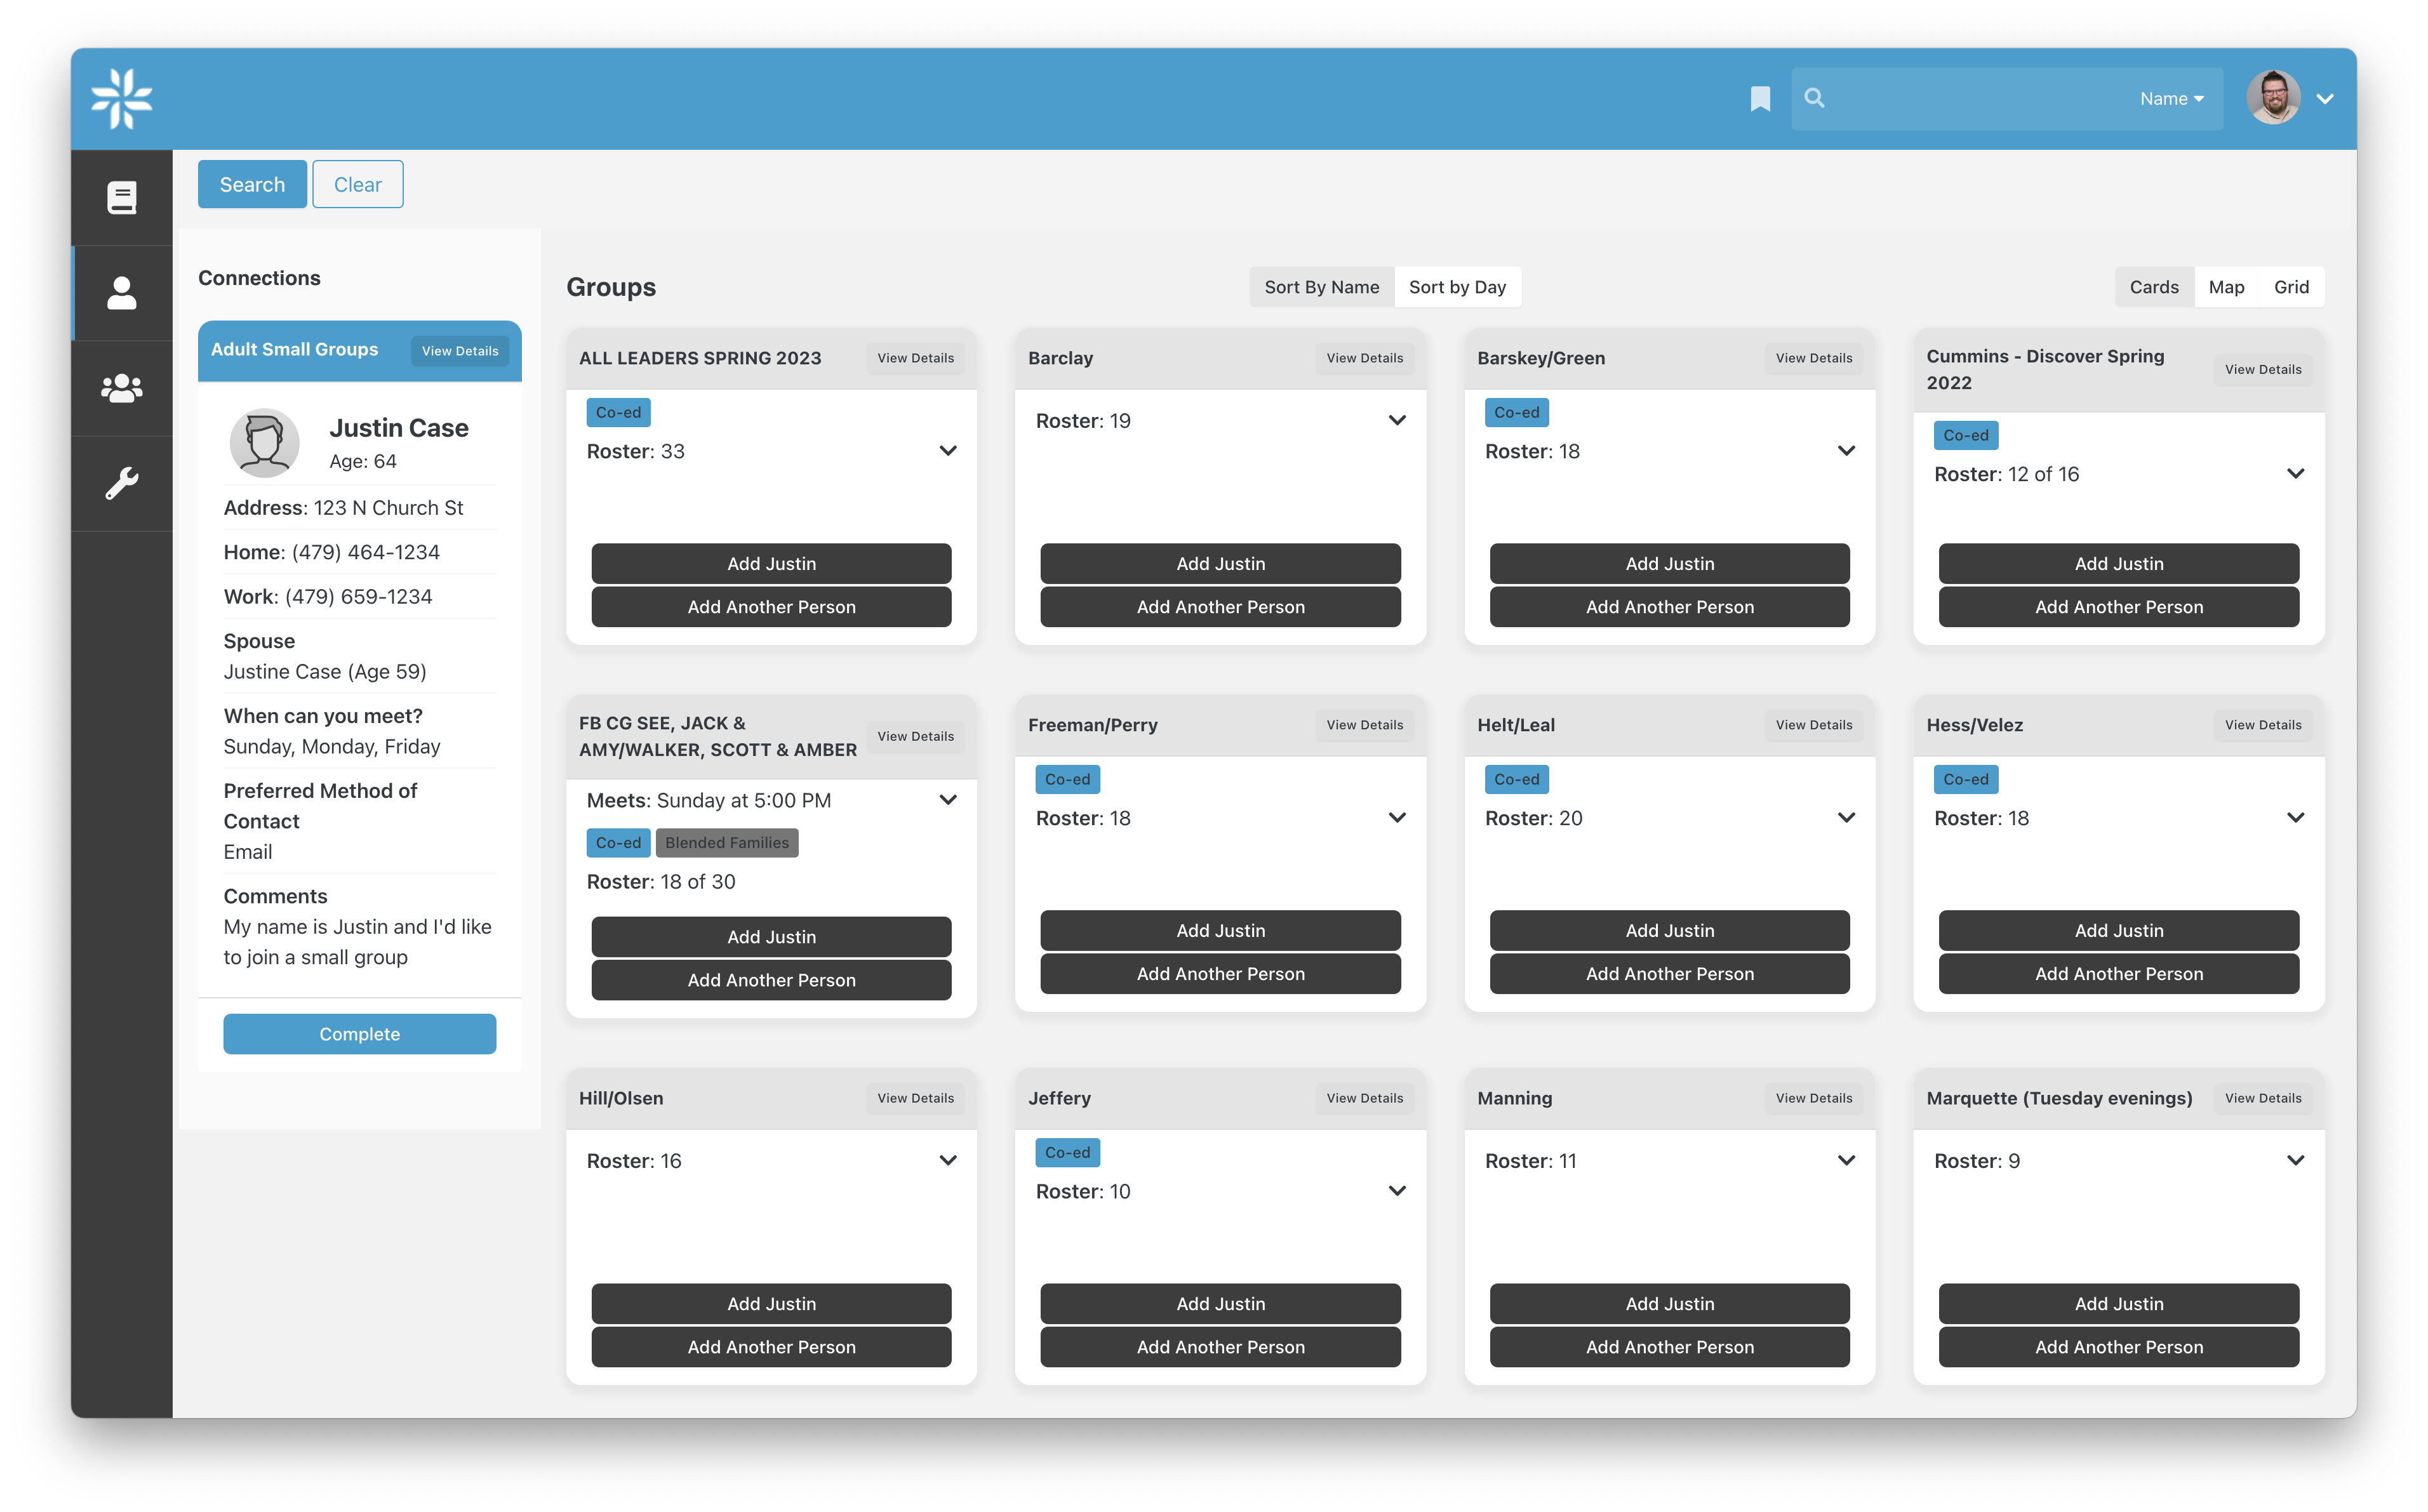 Name
Search
Clear
Connections
Adult Small Groups
View Details
Justin Case
Age: 64
Address: 123 N Church St
Home: (479) 464-1234
Work: (479) 659-1234
Spouse
Justine Case (Age 59)
When can you meet?
Sunday, Monday, Friday
Preferred Method of
Contact
Email
Comments
My name is Justin and I'd like
to join a small group
Complete
Groups
Sort By Name
Sort by Day
Cards
Map
Grid
ALL LEADERS SPRING 2023
View Details
Co-ed
Roster: 33
Add Justin
Add Another Person
Barclay
View Details
Roster: 19
Add Justin
Add Another Person
Barskey/Green
View Details
Co-ed
Roster: 18
Add Justin
Add Another Person
Cummins - Discover Spring
2022
View Details
Co-ed
Roster: 12 of 16
Add Justin
Add Another Person
FB CG SEE, JACK &
AMY/WALKER, SCOTT & AMBER
View Details
Meets: Sunday at 5:00 PM
Co-ed
Blended Families
Roster: 18 of 30
Add Justin
Add Another Person
Freeman/Perry
View Details
Co-ed
Roster: 18
Add Justin
Add Another Person
Helt/Leal
View Details
Co-ed
Roster: 20
Add Justin
Add Another Person
Hess/Velez
View Details
Co-ed
Roster: 18
Add Justin
Add Another Person
Hill/Olsen
View Details
Roster: 16
Add Justin
Add Another Person
Jeffery
View Details
Co-ed
Roster: 10
Add Justin
Add Another Person
Manning
View Details
Roster: 11
Add Justin
Add Another Person
Marquette (Tuesday evenings)
View Details
Roster: 9
Add Justin
Add Another Person